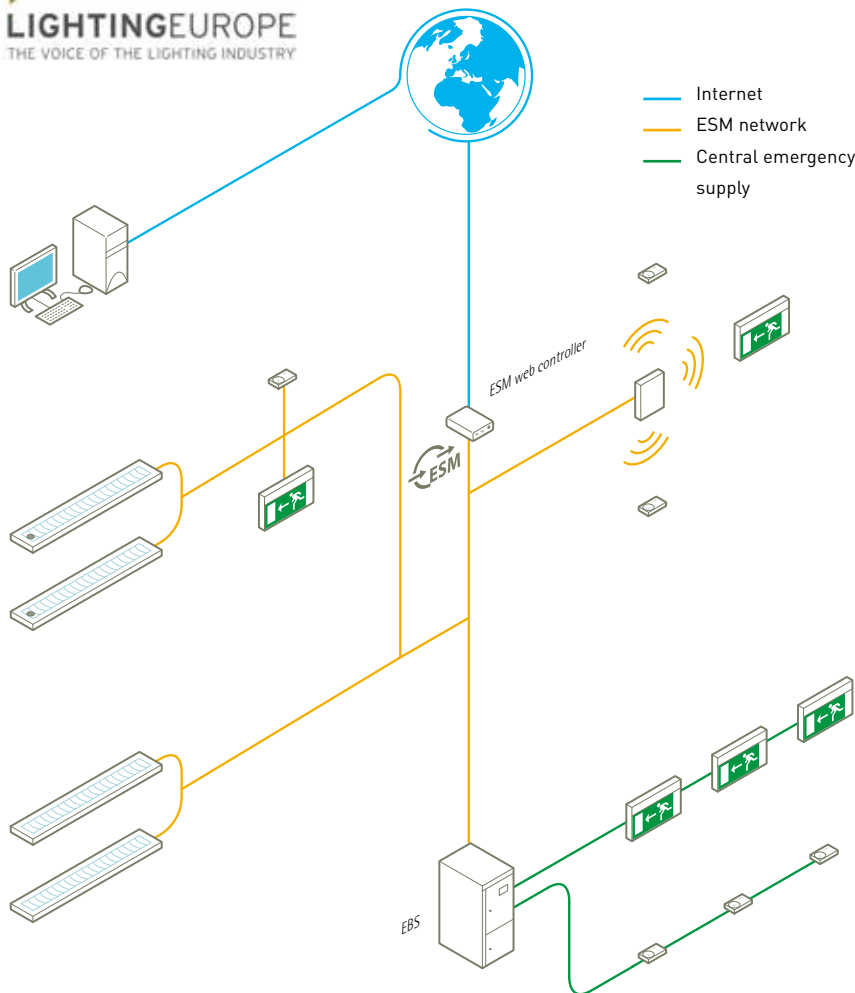 LIGHTINGEUROPE
THE VOICE OF THE LIGHTING INDUSTRY
Internet
ESM network
Central emergency
supply
ESM web controller
ESM
EBS